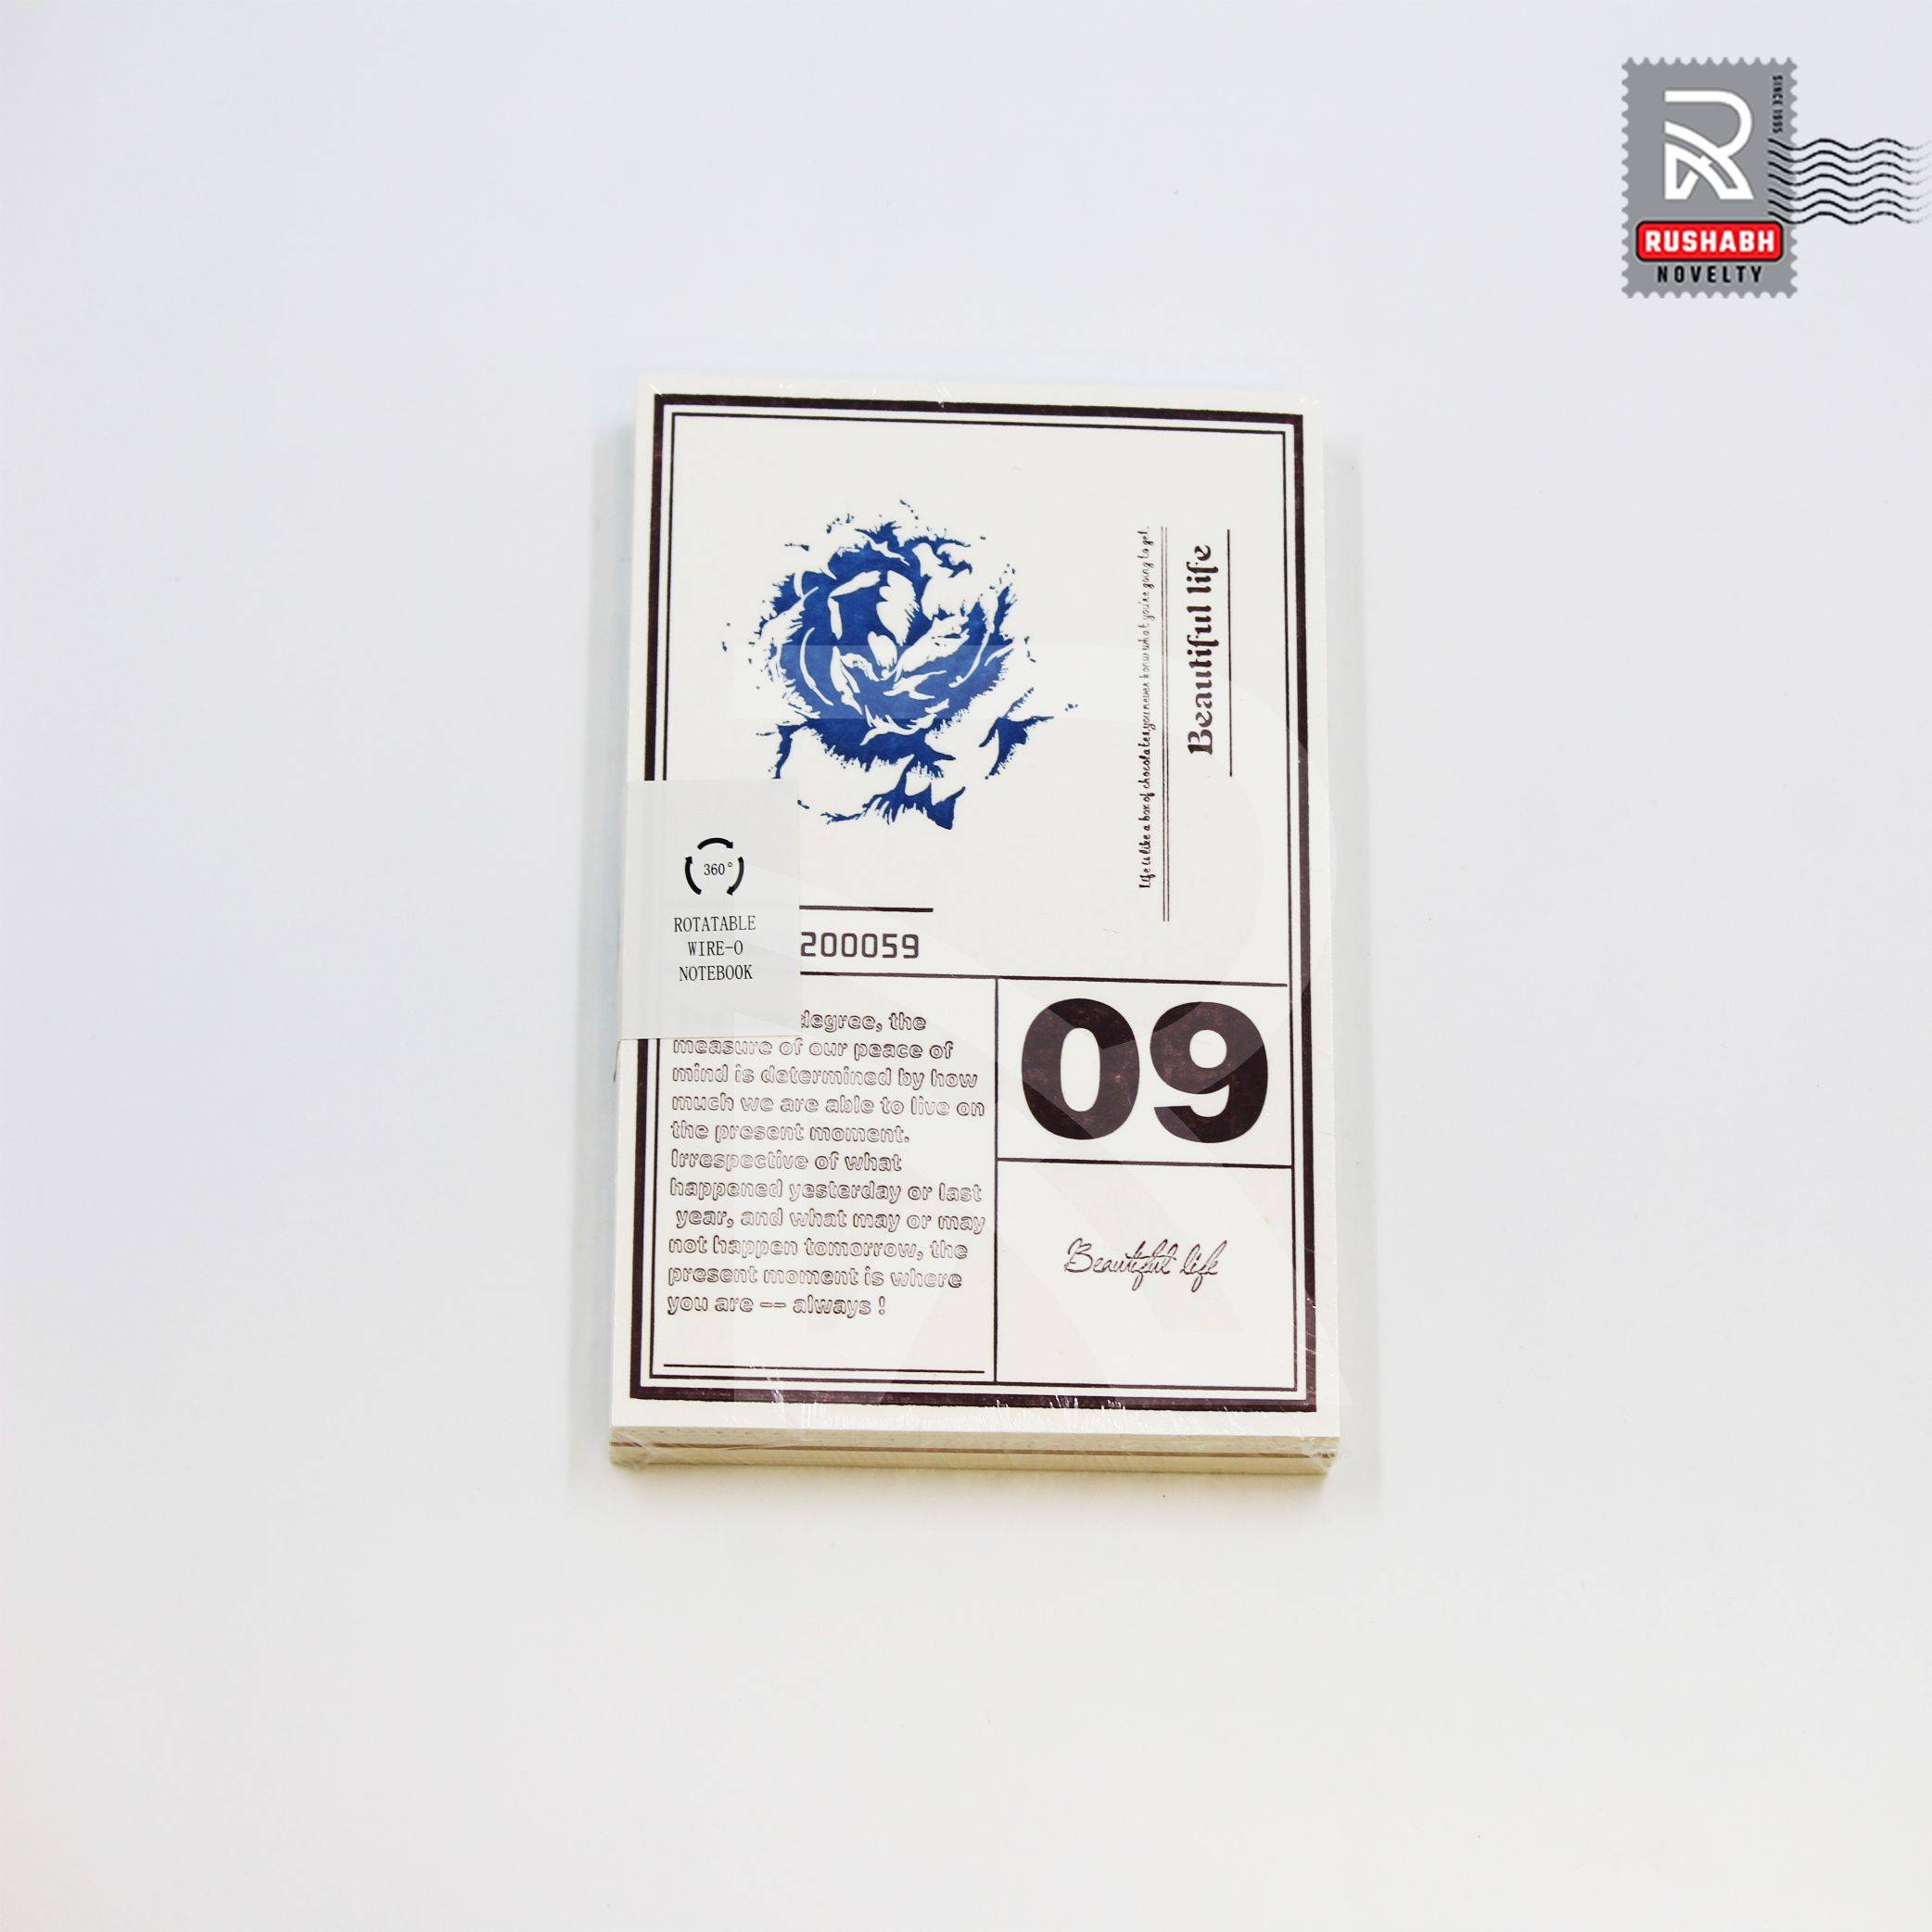 SINCE 1995
RUSHABH
NOVELTY
Beautiful life
Life is like a box of chocolates,you never konw what you're going to get.
360°
ROTATABLE
WIRE-O
NOTEBOOK
200059
degree, the
measure of our peace of
mind is determined by how
much we are able to live on
the present moment.
Irrespective of what
happened yesterday or last
year, and what may or may
not happen tomorrow, the
present moment is where
you are -- always !
09
Beautiful life